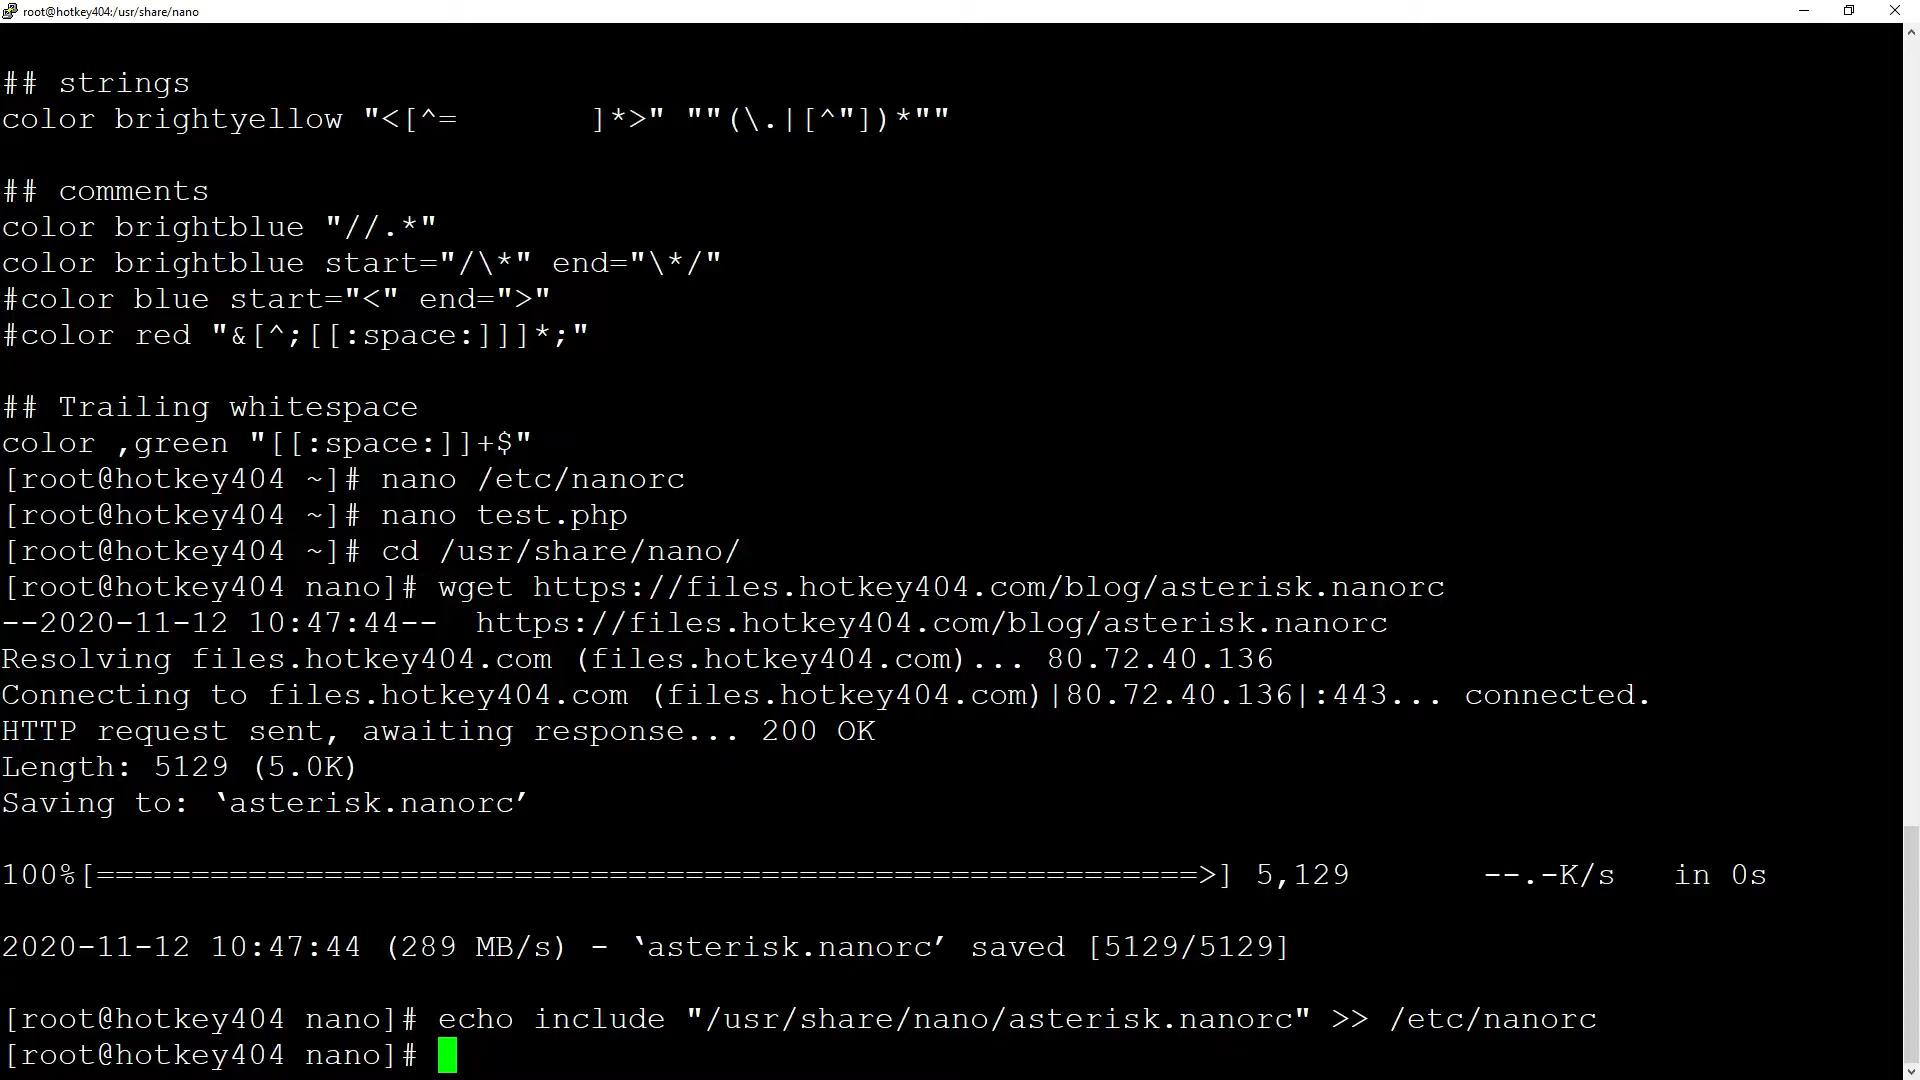 root@hotkey404:/usr/share/nano
## strings
color brightyellow "<[^=       ]*>" ""(\.|[^"])*""
## comments
color brightblue "//.*"
color brightblue start="/\*" end="\*/"
#color blue start="<" end=">"
#color red "&[^;[[:space:]]]*;"
## Trailing whitespace
color ,green "[[:space:]]+$"
[root@hotkey404 ~]# nano /etc/nanorc
[root@hotkey404 ~]# nano test.php
[root@hotkey404 ~]# cd /usr/share/nano/
[root@hotkey404 nano]# wget https://files.hotkey404.com/blog/asterisk.nanorc
--2020-11-12 10:47:44--  https://files.hotkey404.com/blog/asterisk.nanorc
Resolving files.hotkey404.com (files.hotkey404.com)... 80.72.40.136
Connecting to files.hotkey404.com (files.hotkey404.com)|80.72.40.136|:443... connected.
HTTP request sent, awaiting response... 200 OK
Length: 5129 (5.0K)
Saving to: ‘asterisk.nanorc’
100%[==========================================================>] 5,129       --.-K/s   in 0s
2020-11-12 10:47:44 (289 MB/s) - ‘asterisk.nanorc’ saved [5129/5129]
[root@hotkey404 nano]# echo include "/usr/share/nano/asterisk.nanorc" >> /etc/nanorc
[root@hotkey404 nano]#